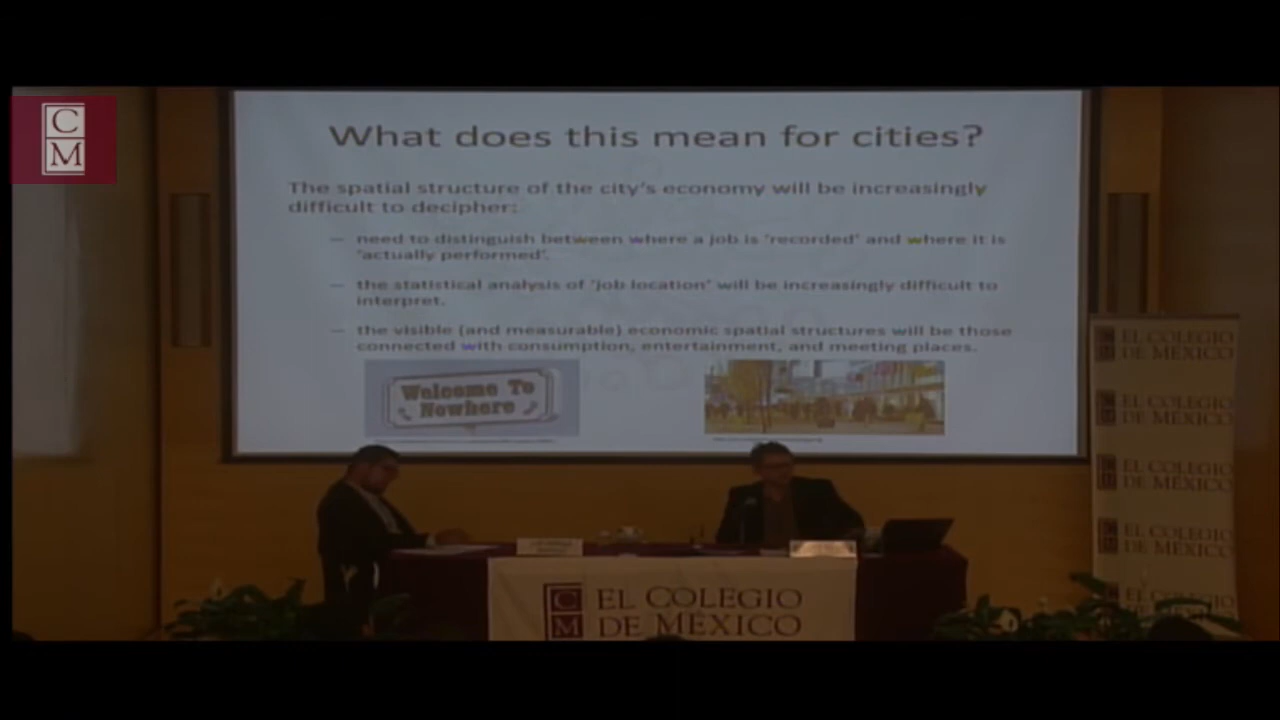 C
M
What does this mean for cities?
The spatial structure of the city's economy will be increasingly
difficult to decipher:
– need to distinguish between where a job is 'recorded' and where it is
'actually performed'.
– the statistical analysis of 'job location' will be increasingly difficult to
interpret.
– the visible (and measurable) economic spatial structures will be those
connected with consumption, entertainment, and meeting places.
Welcome To
Nowhere
EL COLEGIO
DE MÉXICO
EL COLEGIO
DE MÉXICO
EL COLEGIO
DE MÉXICO
EL COLEGIO
DE MÉXICO
EL COLEGIO
C
M
EL COLEGIO
DE MÉXICO